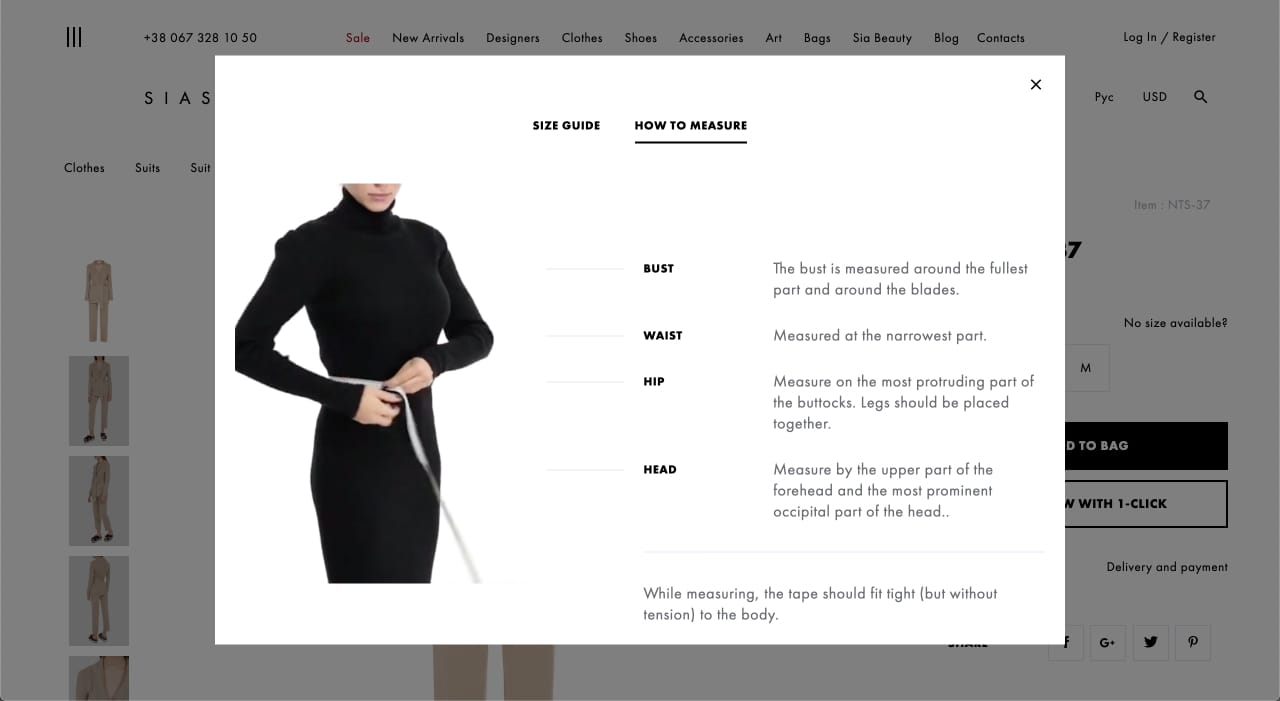 +38 067 328 10 50
Sale New Arrivals Designers Clothes Shoes Accessories Art Bags Sia Beauty Blog Contacts
Log In / Register
SIAS
Рус USD
SIZE GUIDE HOW TO MEASURE
Clothes Suits Suit
Item : NTS-37
37
BUST The bust is measured around the fullest
part and around the blades.
No size available?
WAIST Measured at the narrowest part.
M
HIP Measure on the most protruding part of
the buttocks. Legs should be placed
together.
D TO BAG
HEAD Measure by the upper part of the
forehead and the most prominent
occipital part of the head..
W WITH 1-CLICK
Delivery and payment
While measuring, the tape should fit tight (but without
tension) to the body.
SHARE